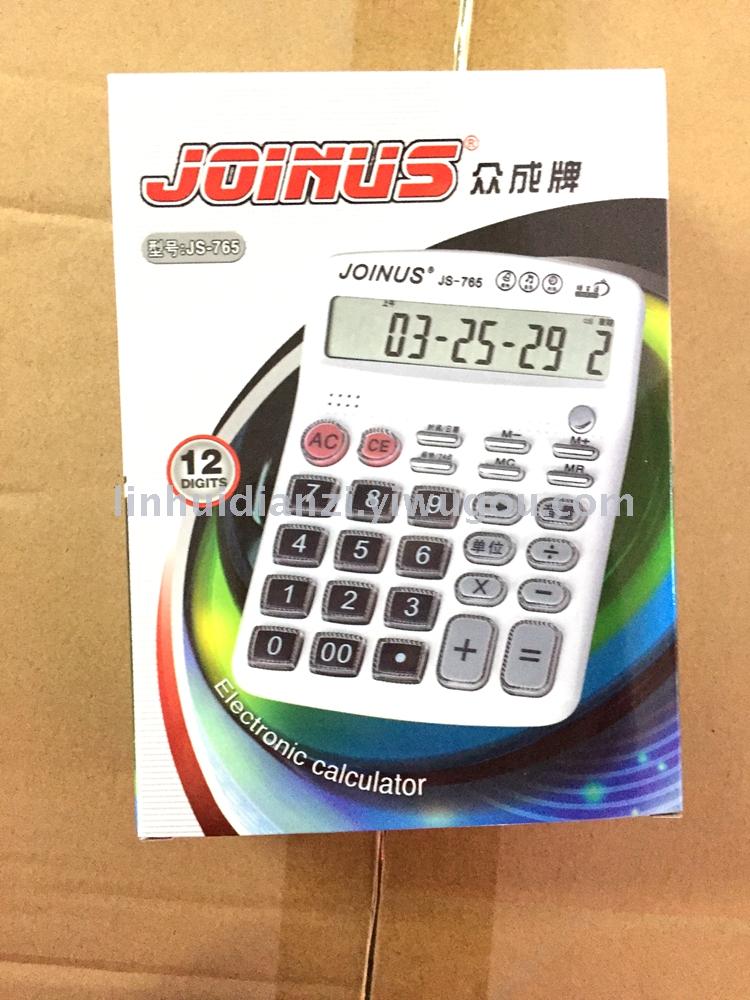 JOINUS® 众成牌
型号:JS-765
JOINUS® JS-765
上午
03-25-29 2
AC CE M- M+
MC MR
12
DIGITS
7 8 9
linhuidianzi.yiwugou.com
4 5 6 单位 ÷
1 2 3 X −
0 00 • + =
Electronic calculator